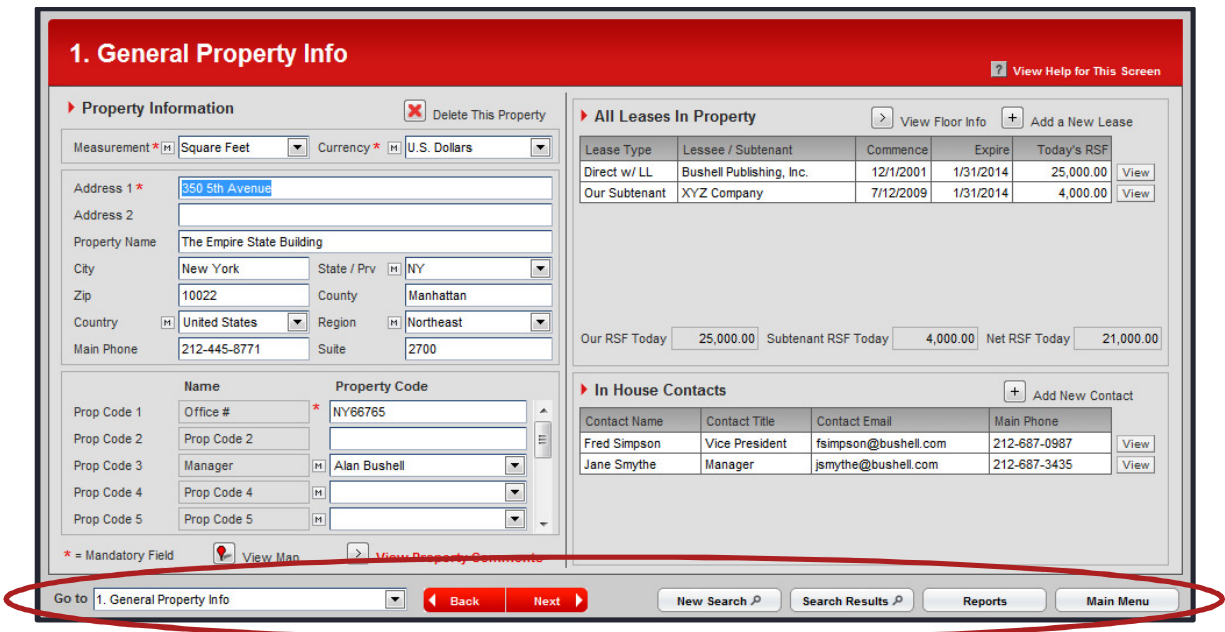 1. General Property Info
? View Help for This Screen
Property Information
Delete This Property
Measurement * M Square Feet Currency * M U.S. Dollars
Address 1 * 350 5th Avenue
Address 2
Property Name The Empire State Building
City New York State / Prv M NY
Zip 10022 County Manhattan
Country M United States Region M Northeast
Main Phone 212-445-8771 Suite 2700
Name Property Code
Prop Code 1 Office # * NY66765
Prop Code 2 Prop Code 2
Prop Code 3 Manager M Alan Bushell
Prop Code 4 Prop Code 4 M
Prop Code 5 Prop Code 5 M
* = Mandatory Field View Map > View Property Comments
All Leases In Property > View Floor Info + Add a New Lease
Lease Type Lessee / Subtenant Commence Expire Today's RSF
Direct w/ LL Bushell Publishing, Inc. 12/1/2001 1/31/2014 25,000.00 View
Our Subtenant XYZ Company 7/12/2009 1/31/2014 4,000.00 View
Our RSF Today 25,000.00 Subtenant RSF Today 4,000.00 Net RSF Today 21,000.00
In House Contacts + Add New Contact
Contact Name Contact Title Contact Email Main Phone
Fred Simpson Vice President fsimpson@bushell.com 212-687-0987 View
Jane Smythe Manager jsmythe@bushell.com 212-687-3435 View
Go to 1. General Property Info Back Next New Search Search Results Reports Main Menu